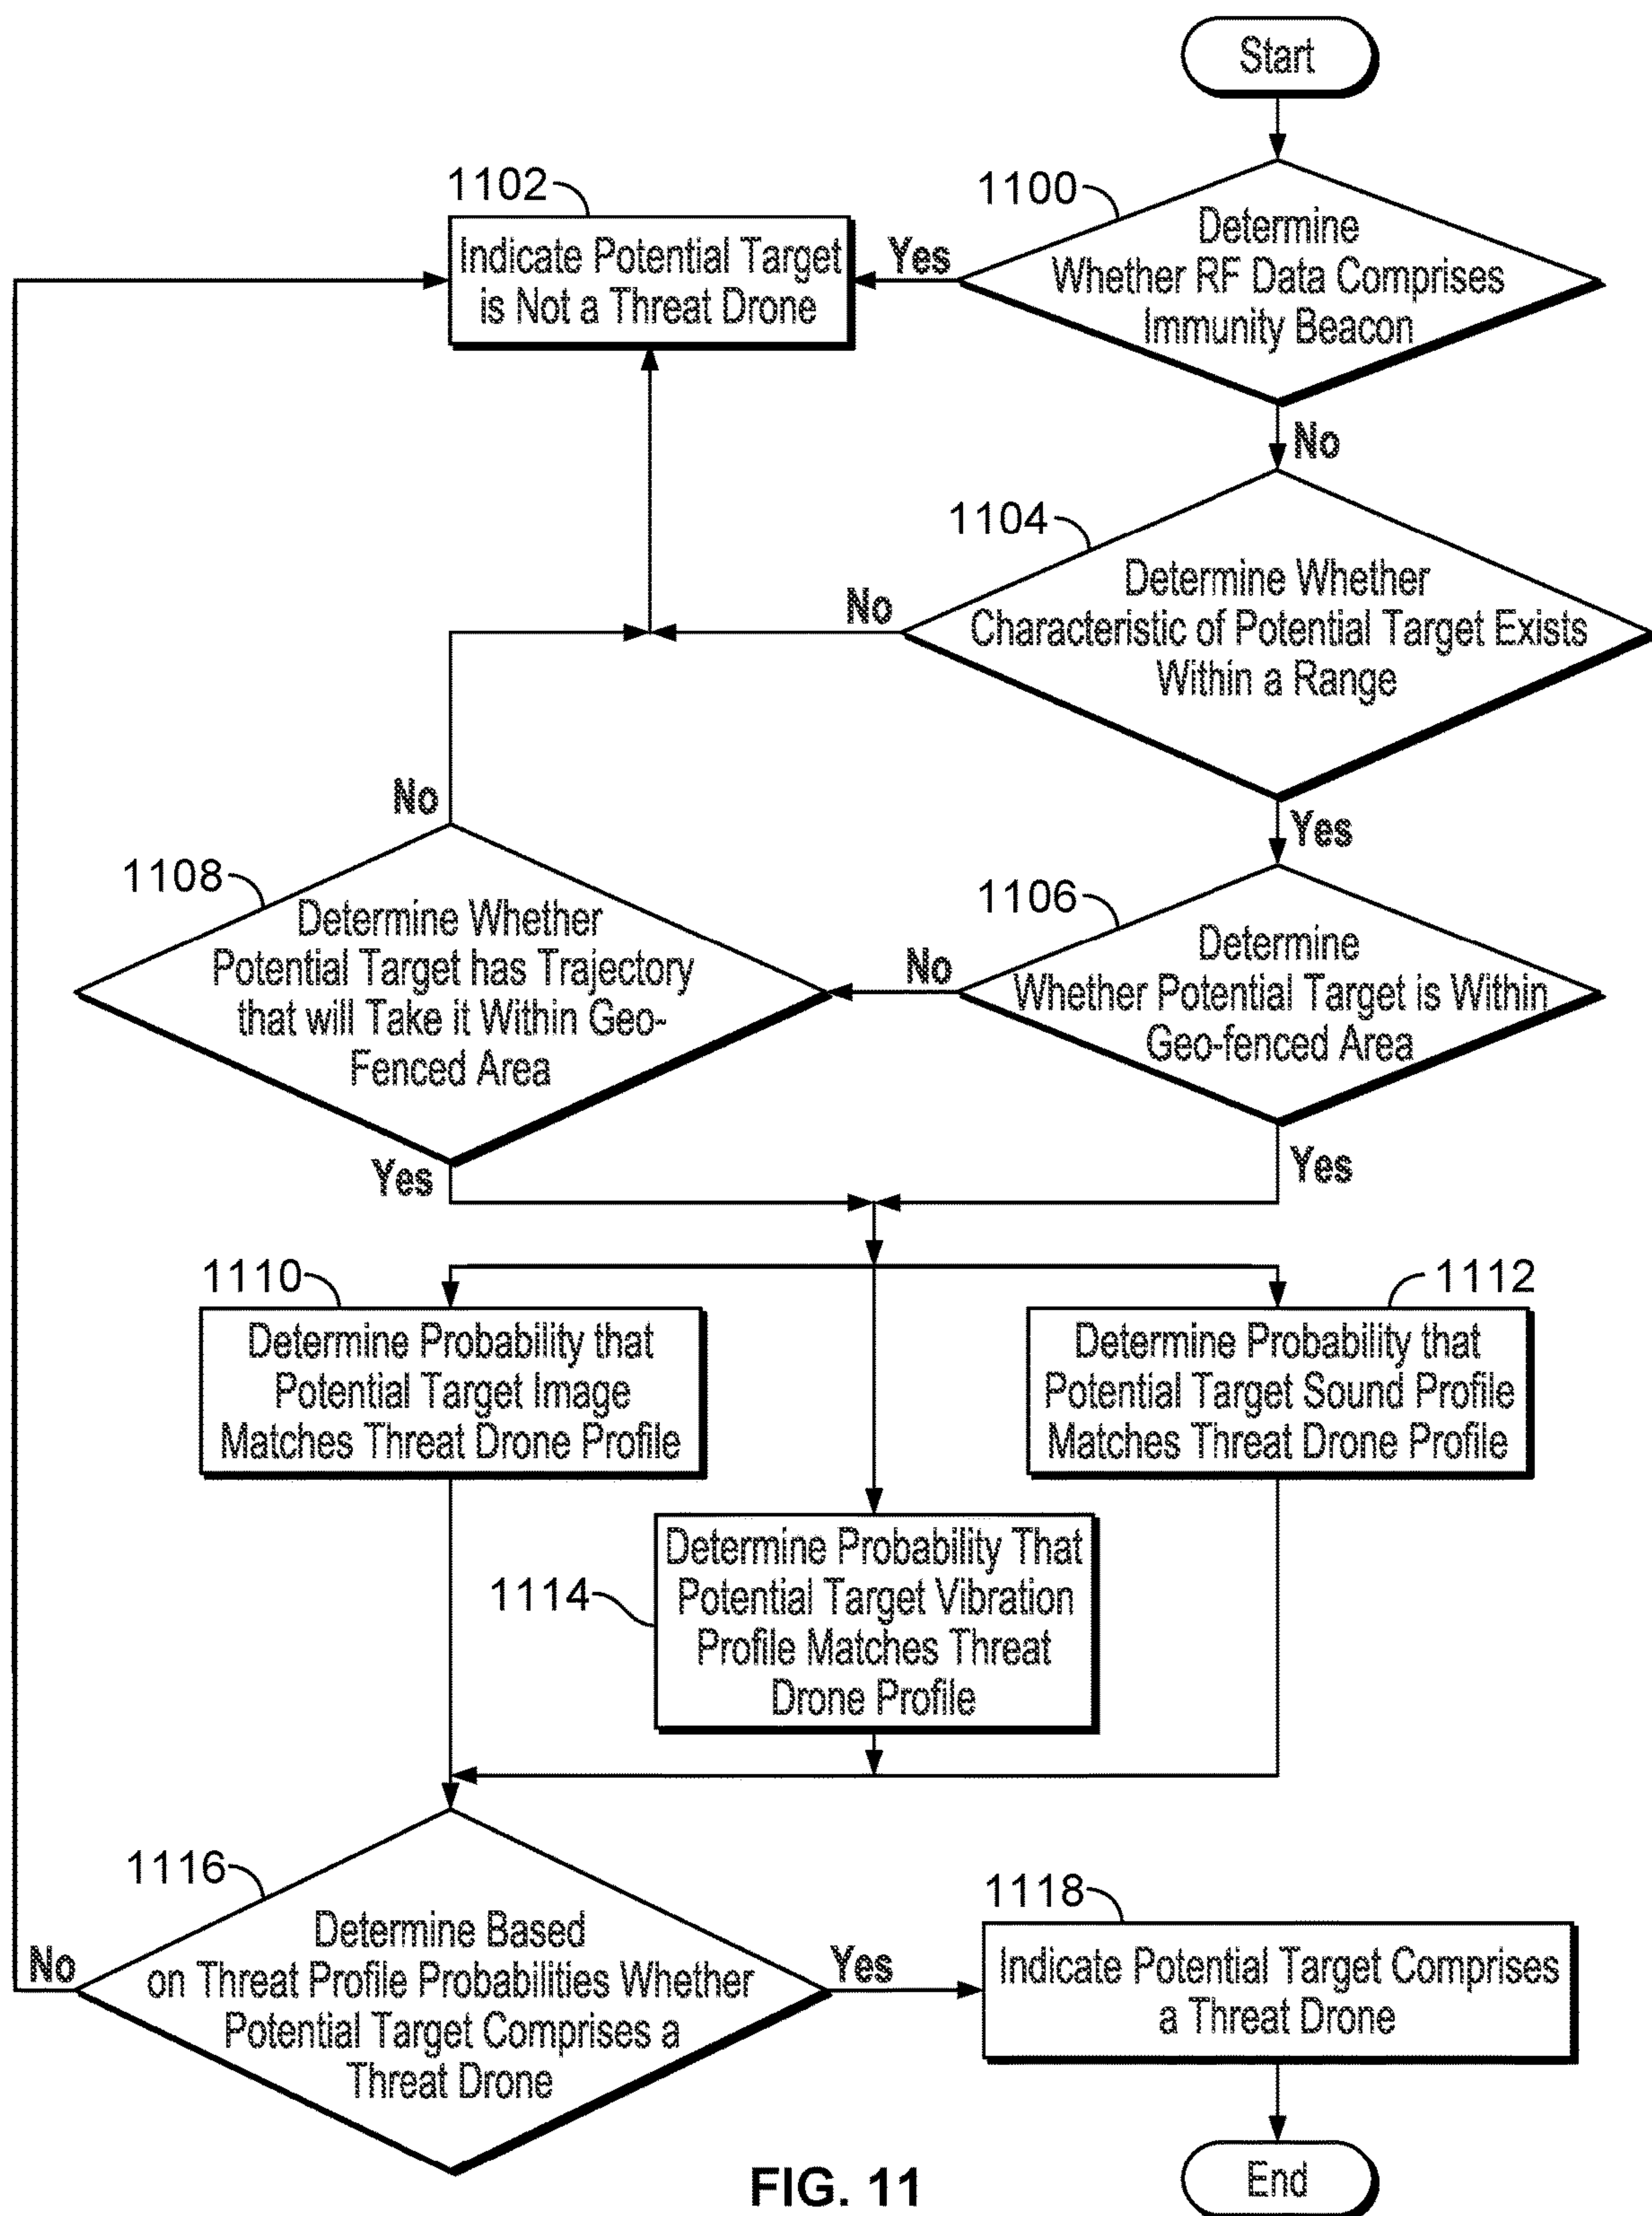 Start
1100
Determine
Whether RF Data Comprises
Immunity Beacon
Yes
1102
Indicate Potential Target
is Not a Threat Drone
No
1104
Determine Whether
Characteristic of Potential Target Exists
Within a Range
No
Yes
1106
Determine
Whether Potential Target is Within
Geo-fenced Area
No
Yes
1108
Determine Whether
Potential Target has Trajectory
that will Take it Within Geo-
Fenced Area
No
Yes
1110
Determine Probability that
Potential Target Image
Matches Threat Drone Profile
1112
Determine Probability that
Potential Target Sound Profile
Matches Threat Drone Profile
1114
Determine Probability That
Potential Target Vibration
Profile Matches Threat
Drone Profile
1116
Determine Based
on Threat Profile Probabilities Whether
Potential Target Comprises a
Threat Drone
No
Yes
1118
Indicate Potential Target Comprises
a Threat Drone
End
FIG. 11